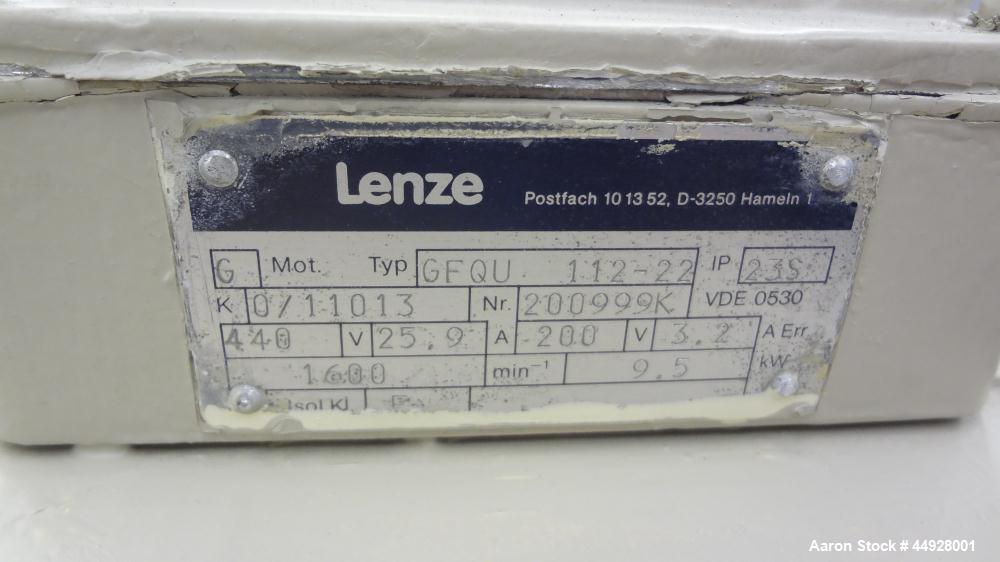 Lenze
Postfach 10 13 52, D-3250 Hameln 1
G Mot. Typ GFQU 112-22 IP 23S
K 0/11013 Nr. 200999K VDE 0530
440 V 25.9 A 200 V 3.2 A Err.
1600 min⁻¹ 9.5 kW
Isol Kl
Aaron Stock # 44928001